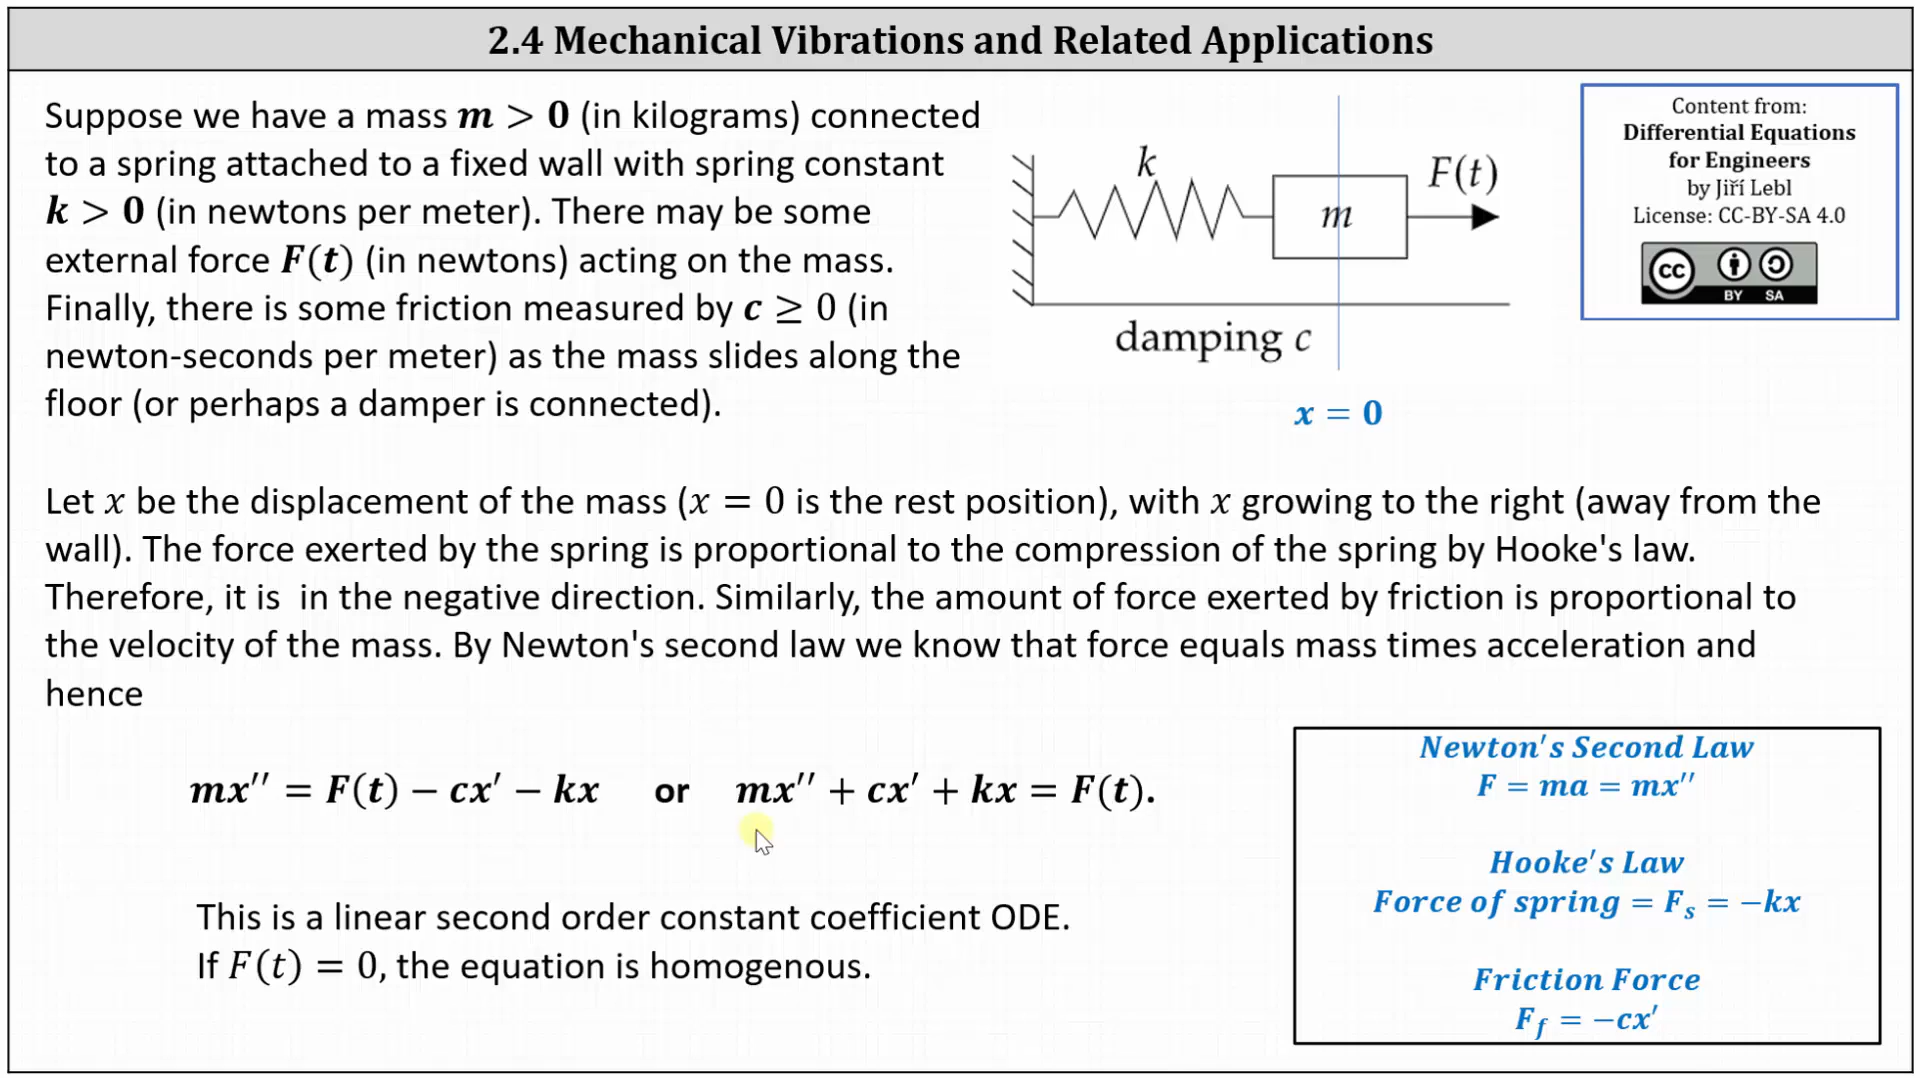 2.4 Mechanical Vibrations and Related Applications
Suppose we have a mass m > 0 (in kilograms) connected
to a spring attached to a fixed wall with spring constant
k > 0 (in newtons per meter). There may be some
external force F(t) (in newtons) acting on the mass.
Finally, there is some friction measured by c ≥ 0 (in
newton-seconds per meter) as the mass slides along the
floor (or perhaps a damper is connected).
k
m
F(t)
damping c
x = 0
Content from:
Differential Equations
for Engineers
by Jiří Lebl
License: CC-BY-SA 4.0
cc
BY SA
Let x be the displacement of the mass (x = 0 is the rest position), with x growing to the right (away from the
wall). The force exerted by the spring is proportional to the compression of the spring by Hooke's law.
Therefore, it is in the negative direction. Similarly, the amount of force exerted by friction is proportional to
the velocity of the mass. By Newton's second law we know that force equals mass times acceleration and
hence
mx′′ = F(t) − cx′ − kx or mx′′ + cx′ + kx = F(t).
This is a linear second order constant coefficient ODE.
If F(t) = 0, the equation is homogenous.
Newton′s Second Law
F = ma = mx′′
Hooke′s Law
Force of spring = Fₛ = −kx
Friction Force
F_f = −cx′